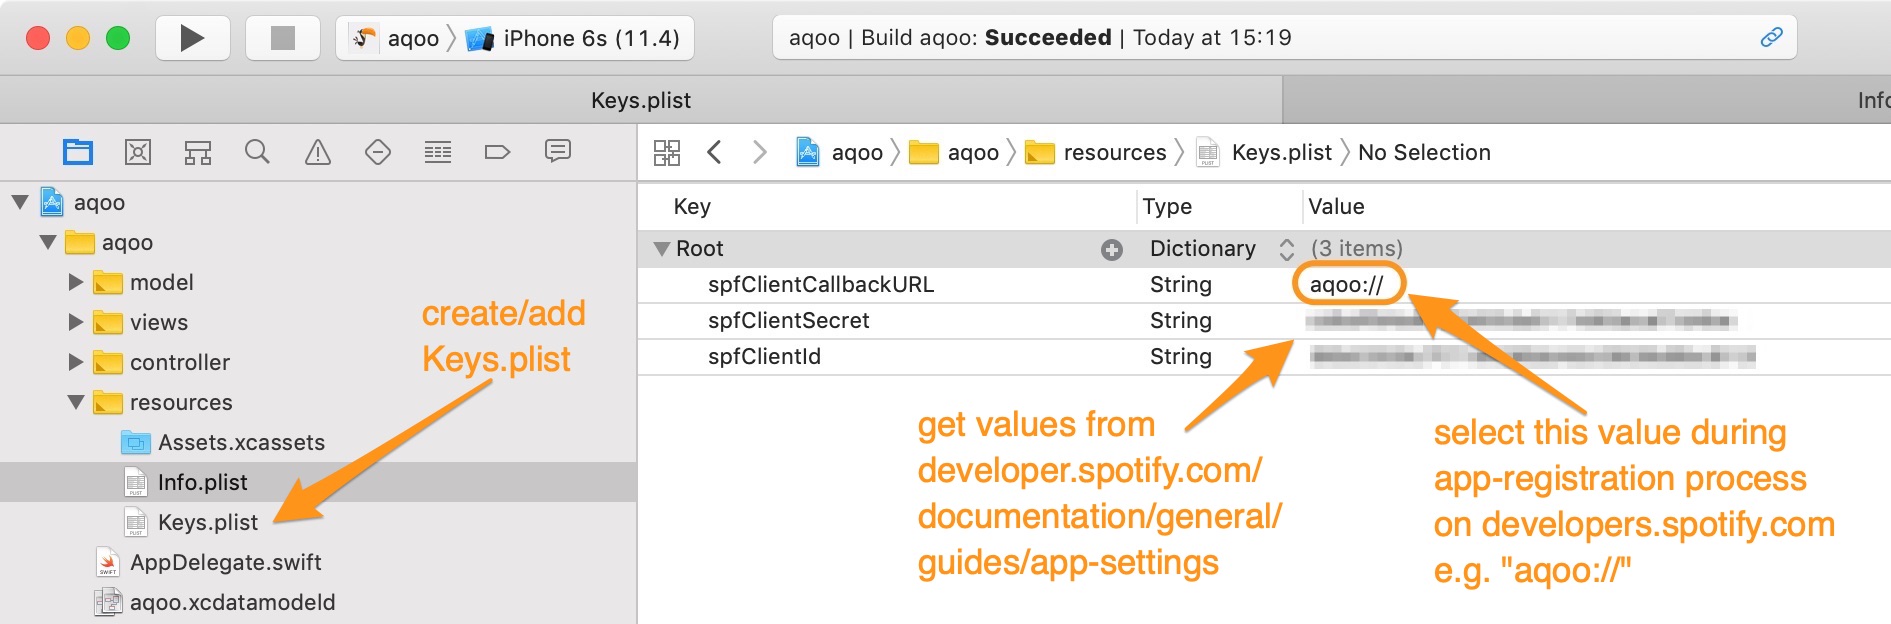 aqoo > iPhone 6s (11.4)
aqoo | Build aqoo: Succeeded | Today at 15:19
Keys.plist
Info
aqoo > aqoo > resources > Keys.plist > No Selection
aqoo
aqoo
model
views
controller
resources
Assets.xcassets
Info.plist
Keys.plist
AppDelegate.swift
SWIFT
aqoo.xcdatamodeld
create/add
Keys.plist
Key Type Value
Root Dictionary (3 items)
spfClientCallbackURL String aqoo://
spfClientSecret String
spfClientId String
get values from
developer.spotify.com/
documentation/general/
guides/app-settings
select this value during
app-registration process
on developers.spotify.com
e.g. "aqoo://"